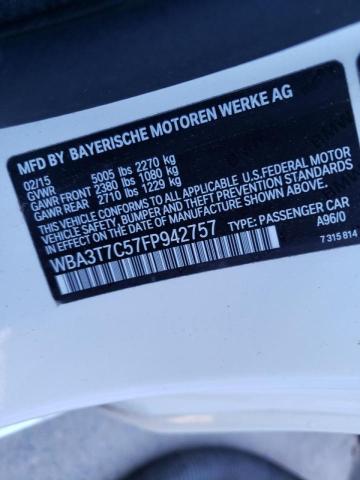 MFD BY BAYERISCHE MOTOREN WERKE AG
02/15 5005 lbs 2270 kg
GVWR
GAWR FRONT 2380 lbs 1080 kg
GAWR REAR 2710 lbs 1229 kg
THIS VEHICLE CONFORMS TO ALL APPLICABLE U.S.FEDERAL MOTOR
VEHICLE SAFETY,BUMPER,AND THEFT PREVENTION STANDARDS IN
EFFECT ON THE DATE OF MANUFACTURE SHOWN ABOVE.
WBA3T7C57FP942757 TYPE: PASSENGER CAR
A96/0
7 315 814